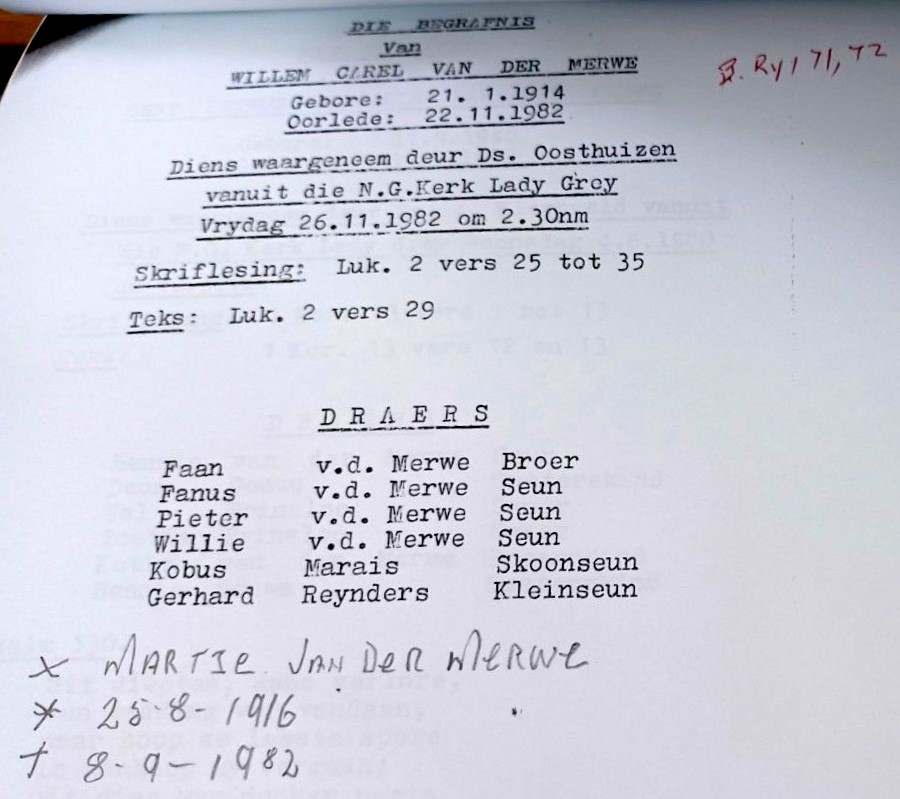 DIE BEGRAFNIS
Van
WILLEM CAREL VAN DER MERWE
Gebore: 21. 1.1914
Oorlede: 22.11.1982
Ry 171, 72
Diens waargeneem deur Ds. Oosthuizen
vanuit die N.G.Kerk Lady Grey
Vrydag 26.11.1982 om 2.30nm
Skriflesing: Luk. 2 vers 25 tot 35
Teks: Luk. 2 vers 29
D R A E R S
Faan v.d. Merwe Broer
Fanus v.d. Merwe Seun
Pieter v.d. Merwe Seun
Willie v.d. Merwe Seun
Kobus Marais Skoonseun
Gerhard Reynders Kleinseun
x MARTIE VAN DER MERWE
* 25-8-1916
† 8-9-1982